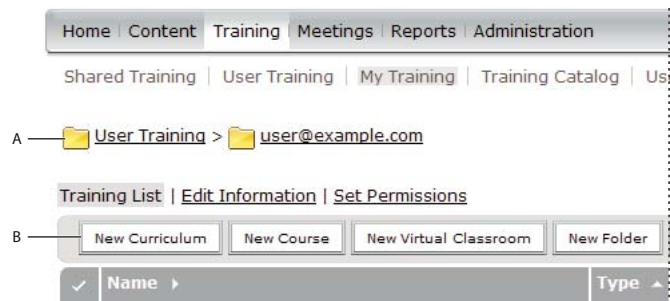 Home Content Training Meetings Reports Administration
Shared Training | User Training | My Training | Training Catalog |
A User Training > user@example.com
Training List | Edit Information | Set Permissions
B New Curriculum New Course New Virtual Classroom New Folder
Name Type